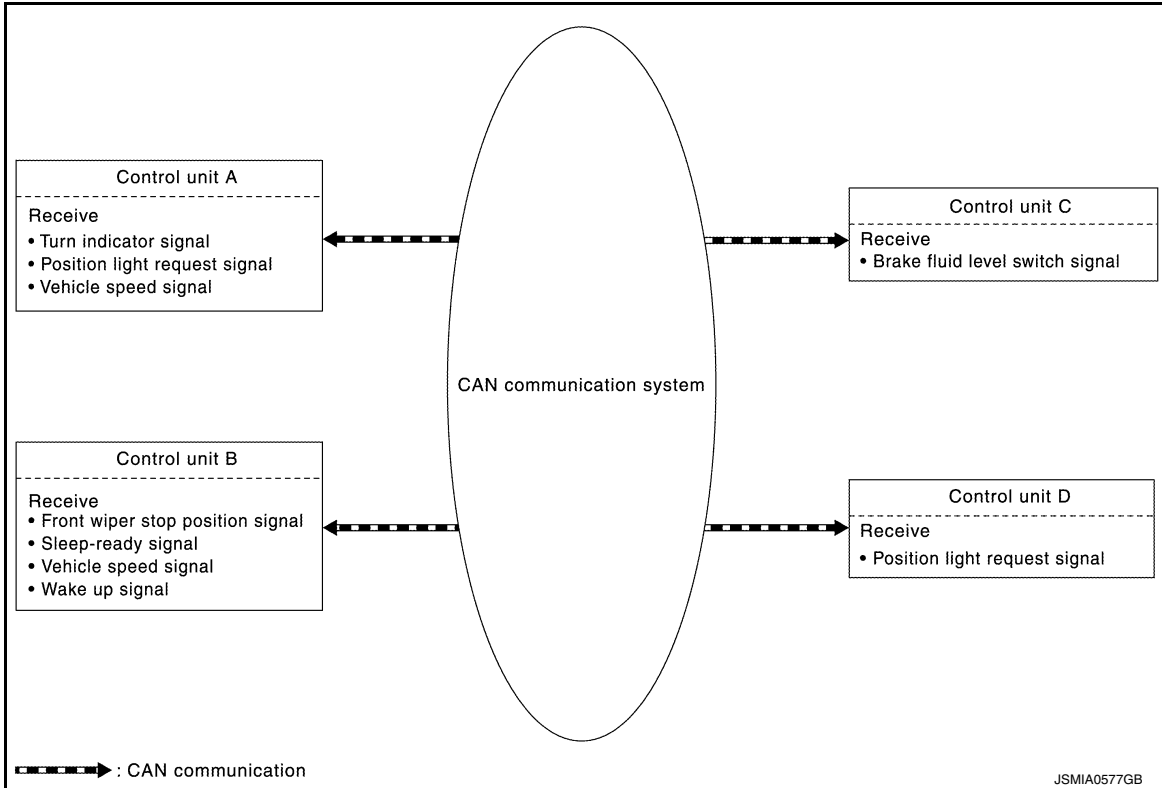 Control unit A
Receive
• Turn indicator signal
• Position light request signal
• Vehicle speed signal
Control unit B
Receive
• Front wiper stop position signal
• Sleep-ready signal
• Vehicle speed signal
• Wake up signal
CAN communication system
Control unit C
Receive
• Brake fluid level switch signal
Control unit D
Receive
• Position light request signal
: CAN communication
JSMIA0577GB